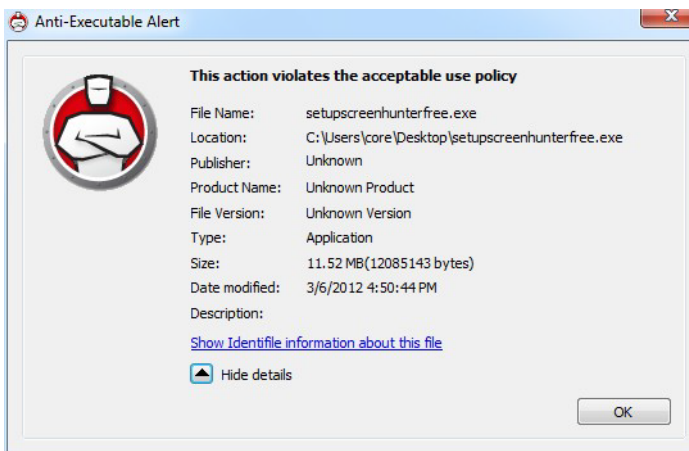 Anti-Executable Alert
This action violates the acceptable use policy
File Name: setupscreenhunterfree.exe
Location: C:\Users\core\Desktop\setupscreenhunterfree.exe
Publisher: Unknown
Product Name: Unknown Product
File Version: Unknown Version
Type: Application
Size: 11.52 MB(12085143 bytes)
Date modified: 3/6/2012 4:50:44 PM
Description:
Show Identifile information about this file
Hide details
OK